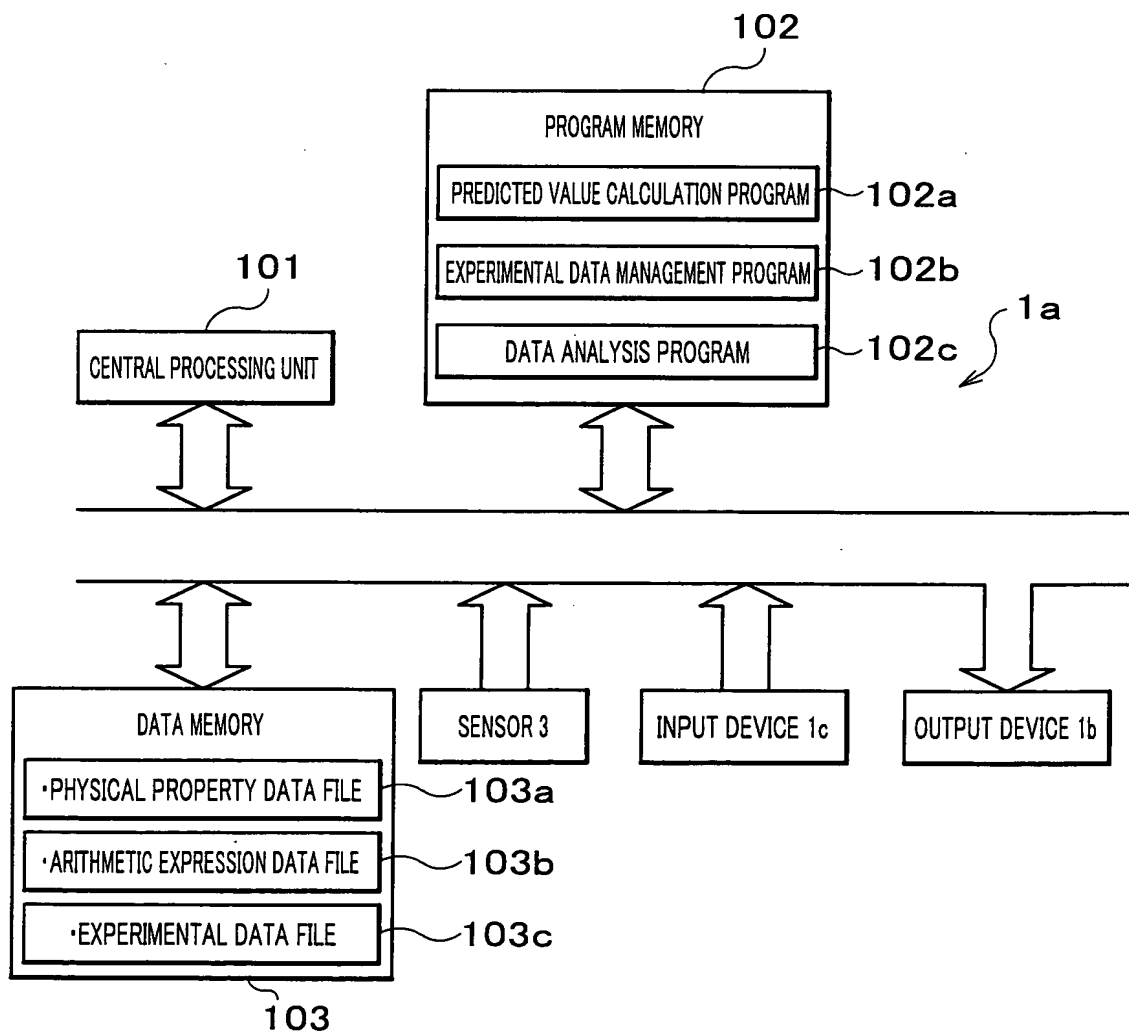 102
PROGRAM MEMORY
PREDICTED VALUE CALCULATION PROGRAM
102a
EXPERIMENTAL DATA MANAGEMENT PROGRAM
102b
DATA ANALYSIS PROGRAM
102c
1a
101
CENTRAL PROCESSING UNIT
DATA MEMORY
·PHYSICAL PROPERTY DATA FILE
103a
·ARITHMETIC EXPRESSION DATA FILE
103b
·EXPERIMENTAL DATA FILE
103c
103
SENSOR 3
INPUT DEVICE 1c
OUTPUT DEVICE 1b